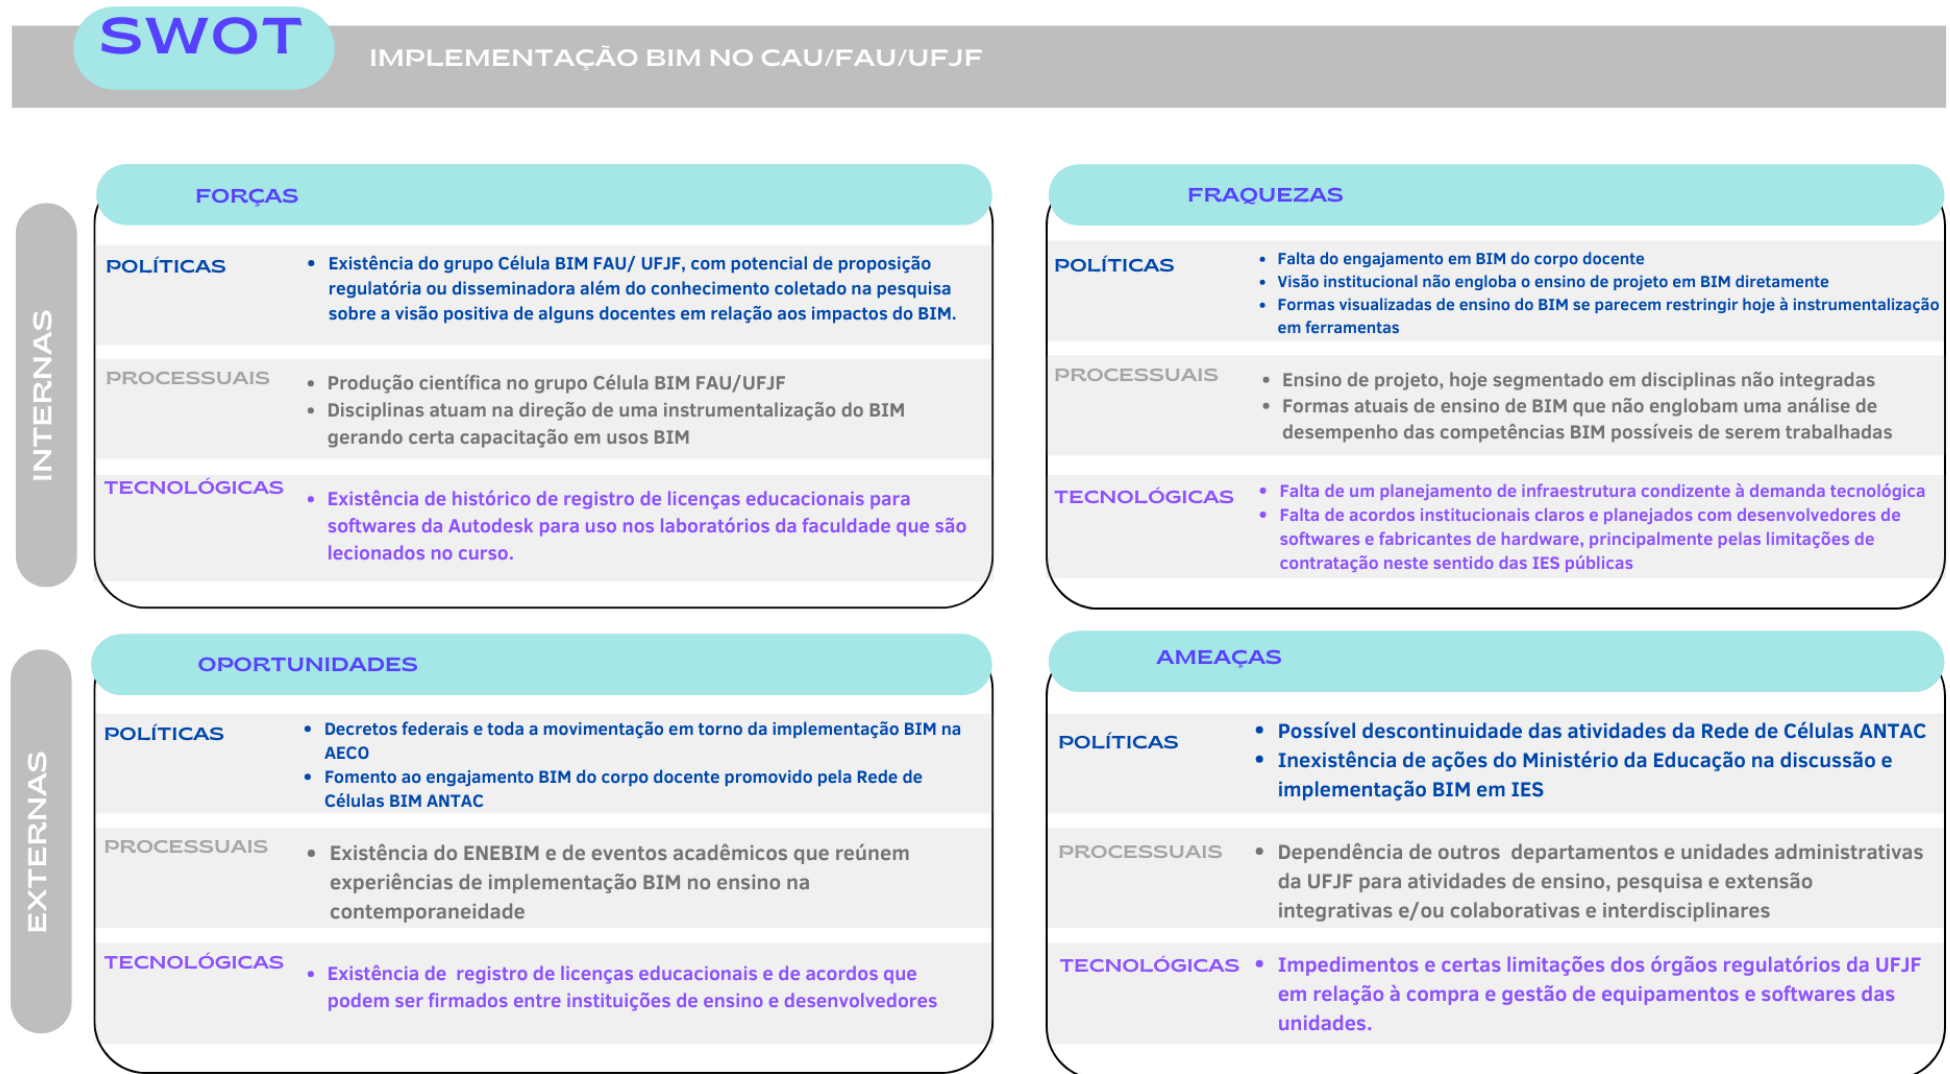 SWOT
IMPLEMENTAÇÃO BIM NO CAU/FAU/UFJF
INTERNAS
FORÇAS
POLÍTICAS
• Existência do grupo Célula BIM FAU/ UFJF, com potencial de proposição
regulatória ou disseminadora além do conhecimento coletado na pesquisa
sobre a visão positiva de alguns docentes em relação aos impactos do BIM.
PROCESSUAIS
• Produção científica no grupo Célula BIM FAU/UFJF
• Disciplinas atuam na direção de uma instrumentalização do BIM
gerando certa capacitação em usos BIM
TECNOLÓGICAS
• Existência de histórico de registro de licenças educacionais para
softwares da Autodesk para uso nos laboratórios da faculdade que são
lecionados no curso.
FRAQUEZAS
POLÍTICAS
• Falta do engajamento em BIM do corpo docente
• Visão institucional não engloba o ensino de projeto em BIM diretamente
• Formas visualizadas de ensino do BIM se parecem restringir hoje à instrumentalização
em ferramentas
PROCESSUAIS
• Ensino de projeto, hoje segmentado em disciplinas não integradas
• Formas atuais de ensino de BIM que não englobam uma análise de
desempenho das competências BIM possíveis de serem trabalhadas
TECNOLÓGICAS
• Falta de um planejamento de infraestrutura condizente à demanda tecnológica
• Falta de acordos institucionais claros e planejados com desenvolvedores de
softwares e fabricantes de hardware, principalmente pelas limitações de
contratação neste sentido das IES públicas
EXTERNAS
OPORTUNIDADES
POLÍTICAS
• Decretos federais e toda a movimentação em torno da implementação BIM na
AECO
• Fomento ao engajamento BIM do corpo docente promovido pela Rede de
Células BIM ANTAC
PROCESSUAIS
• Existência do ENEBIM e de eventos acadêmicos que reúnem
experiências de implementação BIM no ensino na
contemporaneidade
TECNOLÓGICAS
• Existência de registro de licenças educacionais e de acordos que
podem ser firmados entre instituições de ensino e desenvolvedores
AMEAÇAS
POLÍTICAS
• Possível descontinuidade das atividades da Rede de Células ANTAC
• Inexistência de ações do Ministério da Educação na discussão e
implementação BIM em IES
PROCESSUAIS
• Dependência de outros departamentos e unidades administrativas
da UFJF para atividades de ensino, pesquisa e extensão
integrativas e/ou colaborativas e interdisciplinares
TECNOLÓGICAS
• Impedimentos e certas limitações dos órgãos regulatórios da UFJF
em relação à compra e gestão de equipamentos e softwares das
unidades.